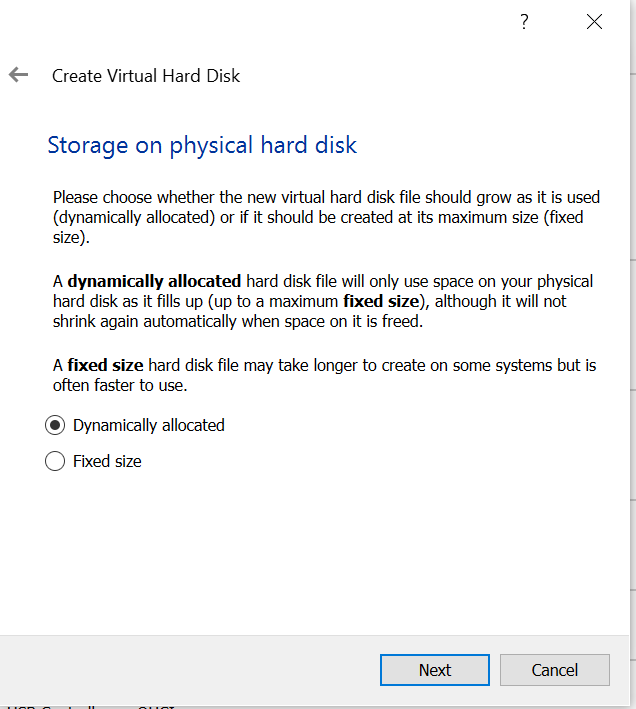 ?
Create Virtual Hard Disk
Storage on physical hard disk
Please choose whether the new virtual hard disk file should grow as it is used
(dynamically allocated) or if it should be created at its maximum size (fixed
size).
A dynamically allocated hard disk file will only use space on your physical
hard disk as it fills up (up to a maximum fixed size), although it will not
shrink again automatically when space on it is freed.
A fixed size hard disk file may take longer to create on some systems but is
often faster to use.
Dynamically allocated
Fixed size
Next
Cancel